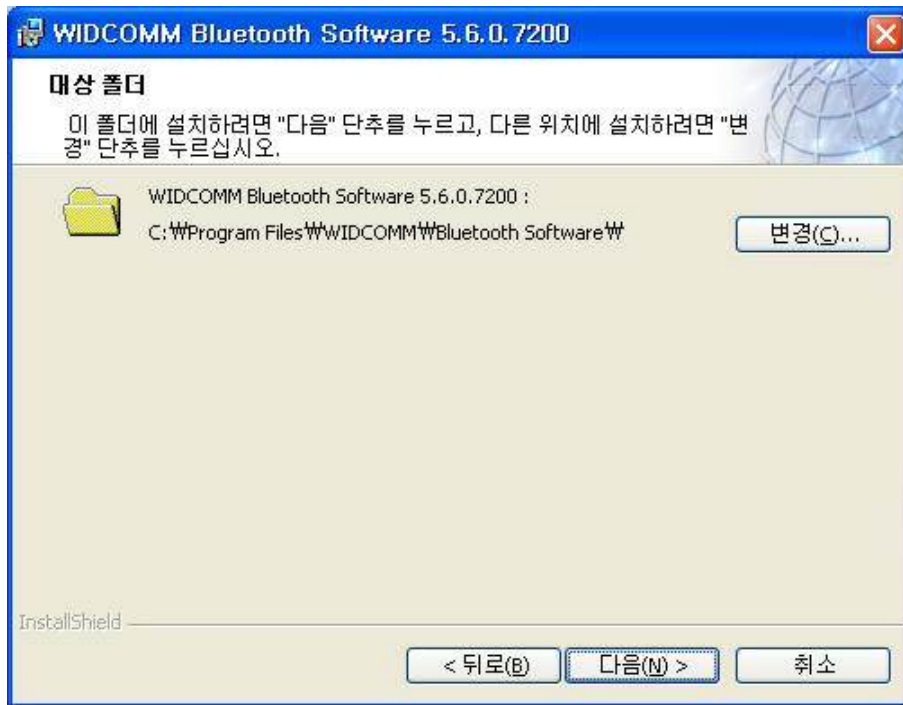 WIDCOMM Bluetooth Software 5.6.0.7200
대상 폴더
이 폴더에 설치하려면 "다음" 단추를 누르고, 다른 위치에 설치하려면 "변
경" 단추를 누르십시오.
WIDCOMM Bluetooth Software 5.6.0.7200 :
C:₩Program Files₩WIDCOMM₩Bluetooth Software₩
변경(C)...
InstallShield
< 뒤로(B)
다음(N) >
취소